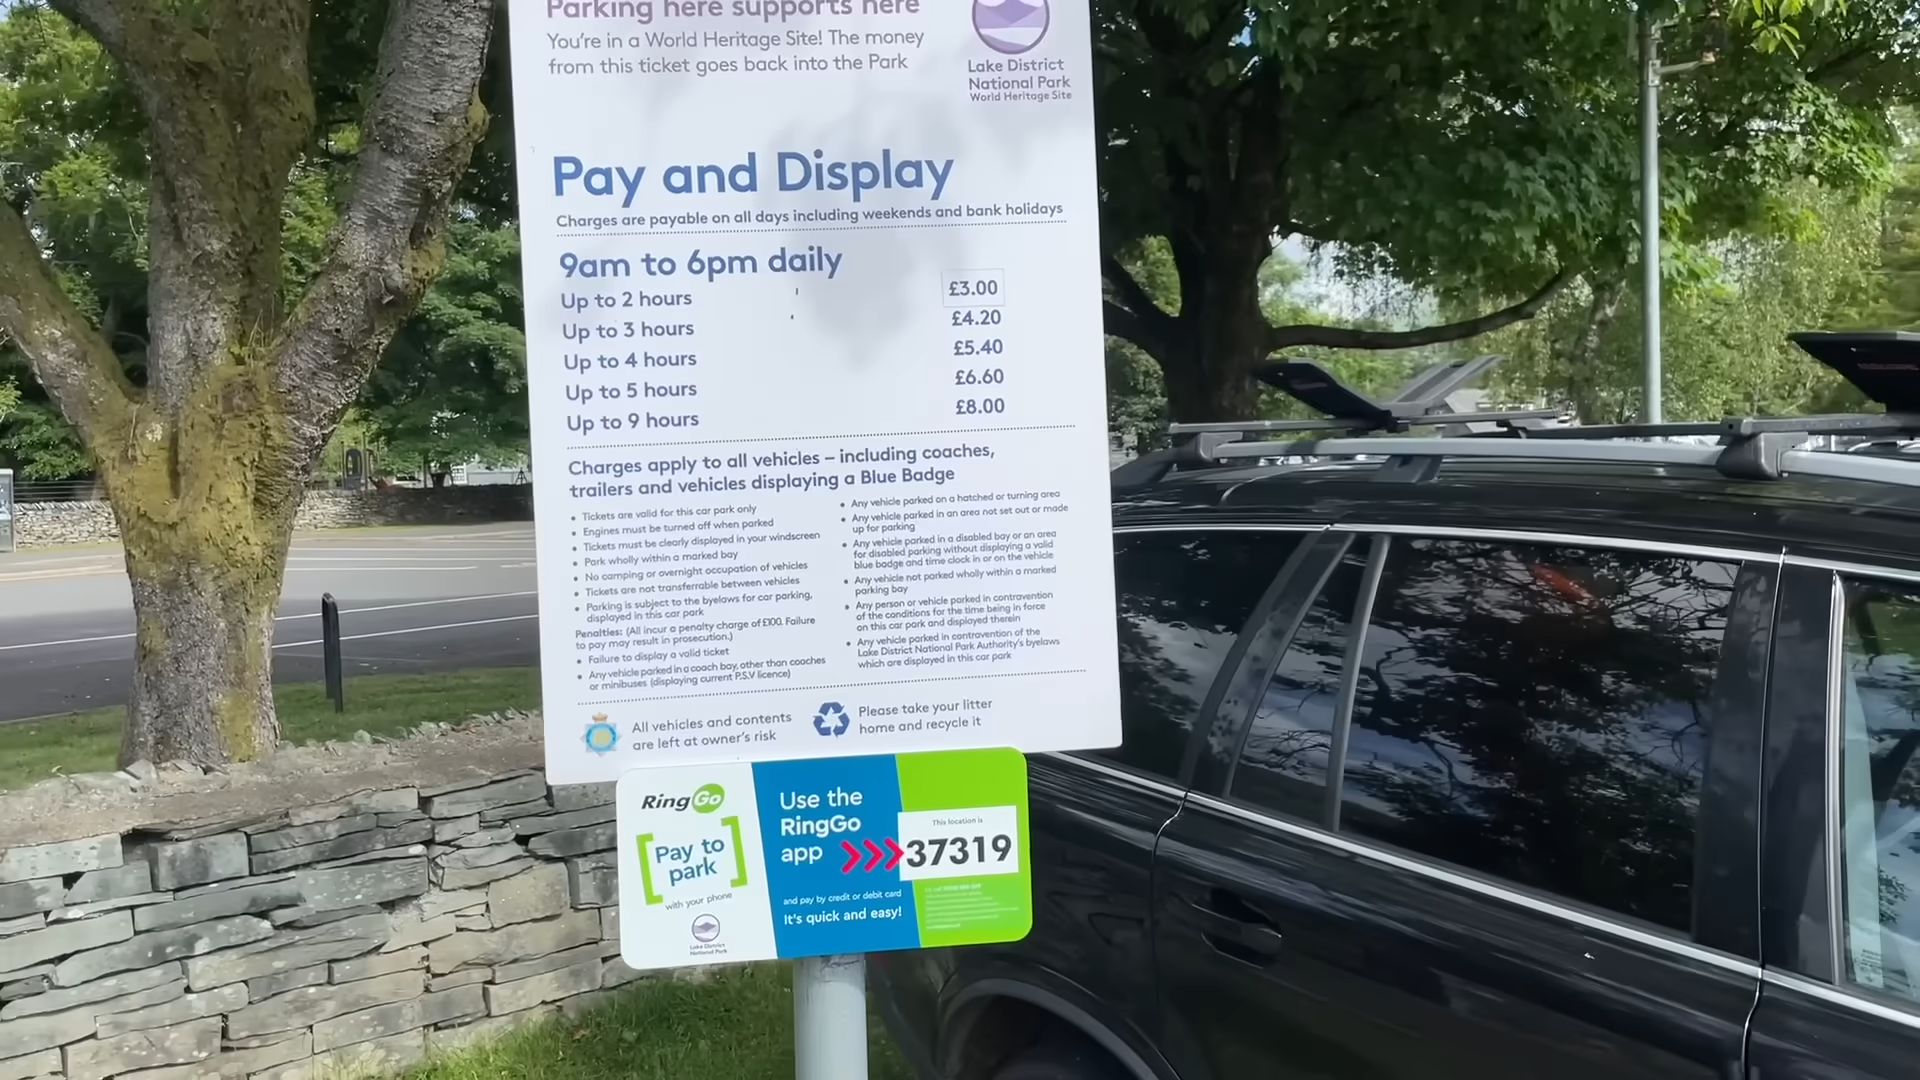 Parking here supports here
You're in a World Heritage Site! The money
from this ticket goes back into the Park
Lake District
National Park
World Heritage Site
Pay and Display
Charges are payable on all days including weekends and bank holidays
9am to 6pm daily
Up to 2 hours £3.00
Up to 3 hours £4.20
Up to 4 hours £5.40
Up to 5 hours £6.60
Up to 9 hours £8.00
Charges apply to all vehicles – including coaches,
trailers and vehicles displaying a Blue Badge
• Tickets are valid for this car park only
• Engines must be turned off when parked
• Tickets must be clearly displayed in your windscreen
• Park wholly within a marked bay
• No camping or overnight occupation of vehicles
• Tickets are not transferrable between vehicles
• Parking is subject to the byelaws for car parking,
displayed in this car park
Penalties: (All incur a penalty charge of £100. Failure
to pay may result in prosecution.)
• Failure to display a valid ticket
• Any vehicle parked in a coach bay, other than coaches
or minibuses (displaying current P.S.V licence)
• Any vehicle parked on a hatched or turning area
• Any vehicle parked in an area not set out or made
up for parking
• Any vehicle parked in a disabled bay or an area
for disabled parking without displaying a valid
blue badge and time clock in or on the vehicle
• Any vehicle not parked wholly within a marked
parking bay
• Any person or vehicle parked in contravention
of the conditions for the time being in force
on this car park and displayed therein
• Any vehicle parked in contravention of the
Lake District National Park Authority's byelaws
which are displayed in this car park
All vehicles and contents
are left at owner's risk
Please take your litter
home and recycle it
RingGo
Pay to
park
with your phone
Lake District
National Park
Use the
RingGo
app
and pay by credit or debit card
It's quick and easy!
This location is
37319